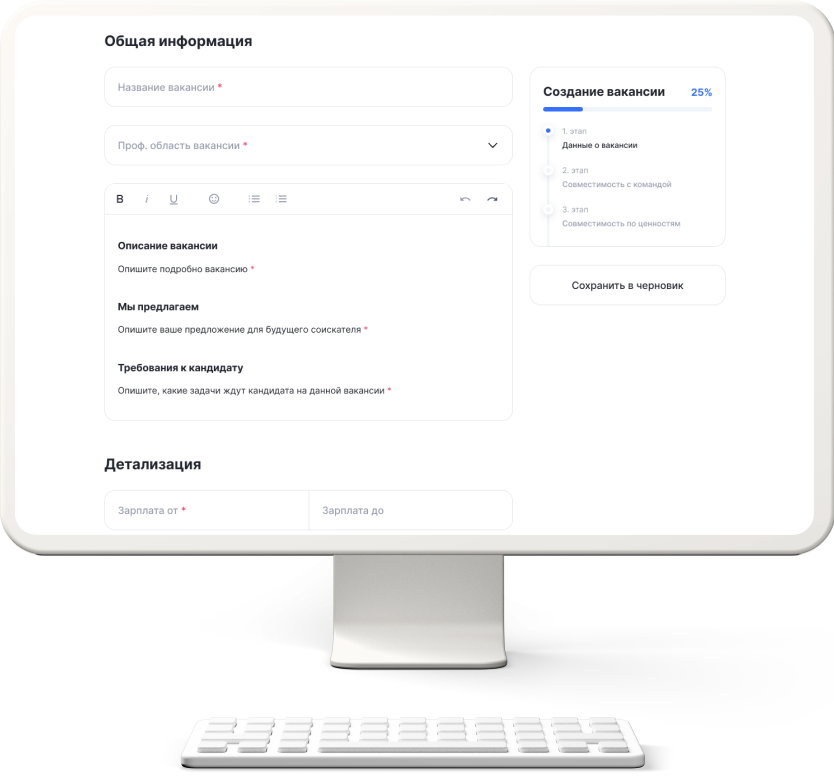 Общая информация
Название вакансии *
Проф. область вакансии *
B i U
Описание вакансии
Опишите подробно вакансию *
Мы предлагаем
Опишите ваше предложение для будущего соискателя *
Требования к кандидату
Опишите, какие задачи ждут кандидата на данной вакансии *
Детализация
Зарплата от *
Зарплата до
Создание вакансии 25%
1. этап
Данные о вакансии
2. этап
Совместимость с командой
3. этап
Совместимость по ценностям
Сохранить в черновик